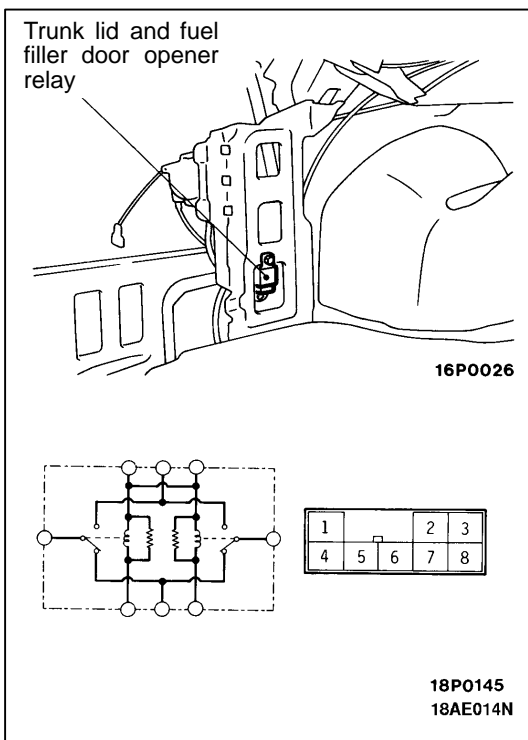 Trunk lid and fuel
filler door opener
relay
16P0026
1 2 3
4 5 6 7 8
18P0145
18AE014N